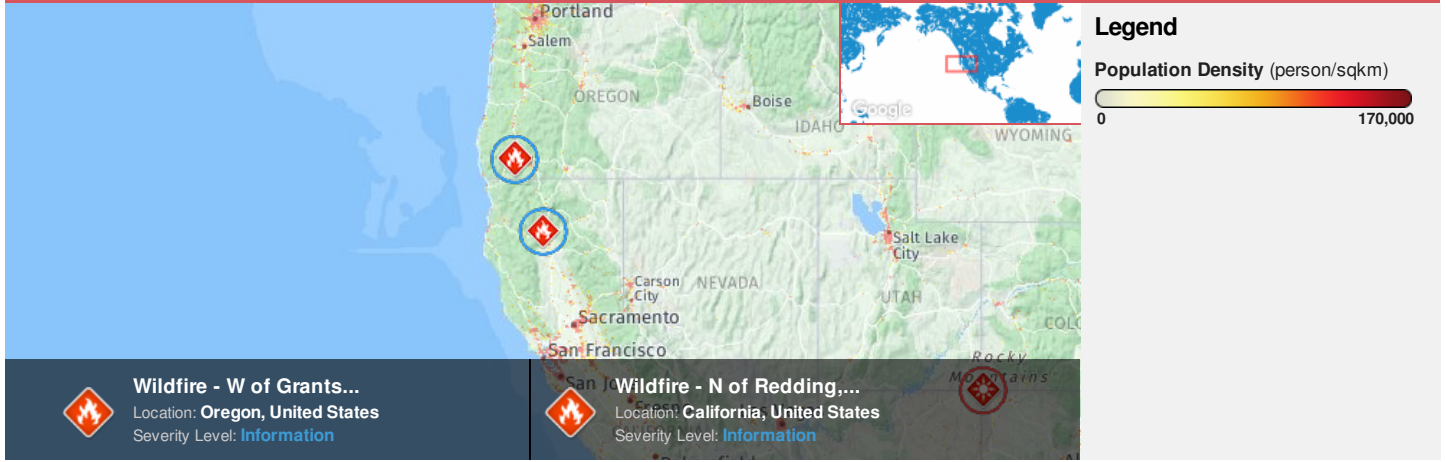 Portland
Salem
OREGON
Boise
IDAHO
WYOMING
Google
Legend
Population Density (person/sqkm)
0
170,000
Salt Lake
City
Carson
City
NEVADA
UTAH
Sacramento
San Francisco
Rocky
Mountains
Wildfire - W of Grants...
Location: Oregon, United States
Severity Level: Information
Wildfire - N of Redding,...
Location: California, United States
Severity Level: Information